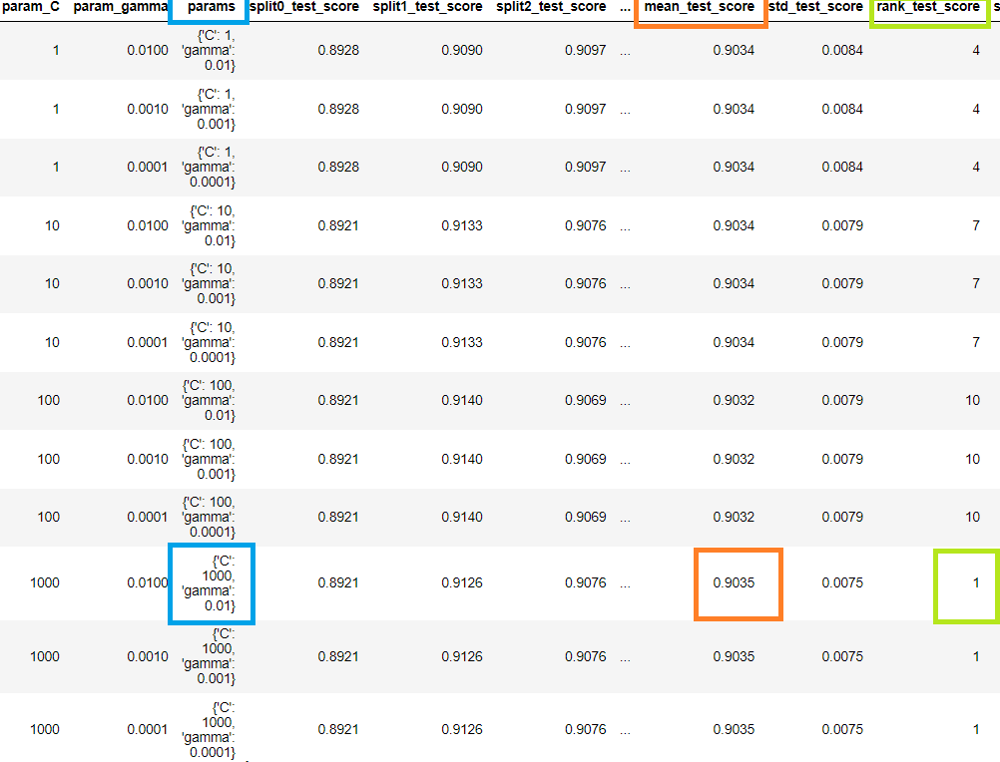 param_C param_gamma params split0_test_score split1_test_score split2_test_score ... mean_test_score std_test_score rank_test_score s
{'C': 1,
1 0.0100 'gamma': 0.8928 0.9090 0.9097 ... 0.9034 0.0084 4
0.01}
{'C': 1,
1 0.0010 'gamma': 0.8928 0.9090 0.9097 ... 0.9034 0.0084 4
0.001}
{'C': 1,
1 0.0001 'gamma': 0.8928 0.9090 0.9097 ... 0.9034 0.0084 4
0.0001}
{'C': 10,
10 0.0100 'gamma': 0.8921 0.9133 0.9076 ... 0.9034 0.0079 7
0.01}
{'C': 10,
10 0.0010 'gamma': 0.8921 0.9133 0.9076 ... 0.9034 0.0079 7
0.001}
{'C': 10,
10 0.0001 'gamma': 0.8921 0.9133 0.9076 ... 0.9034 0.0079 7
0.0001}
{'C': 100,
100 0.0100 'gamma': 0.8921 0.9140 0.9069 ... 0.9032 0.0079 10
0.01}
{'C': 100,
100 0.0010 'gamma': 0.8921 0.9140 0.9069 ... 0.9032 0.0079 10
0.001}
{'C': 100,
100 0.0001 'gamma': 0.8921 0.9140 0.9069 ... 0.9032 0.0079 10
0.0001}
{'C':
1000,
1000 0.0100 'gamma': 0.8921 0.9126 0.9076 ... 0.9035 0.0075 1
0.01}
{'C':
1000,
1000 0.0010 'gamma': 0.8921 0.9126 0.9076 ... 0.9035 0.0075 1
0.001}
{'C':
1000,
1000 0.0001 'gamma': 0.8921 0.9126 0.9076 ... 0.9035 0.0075 1
0.0001}